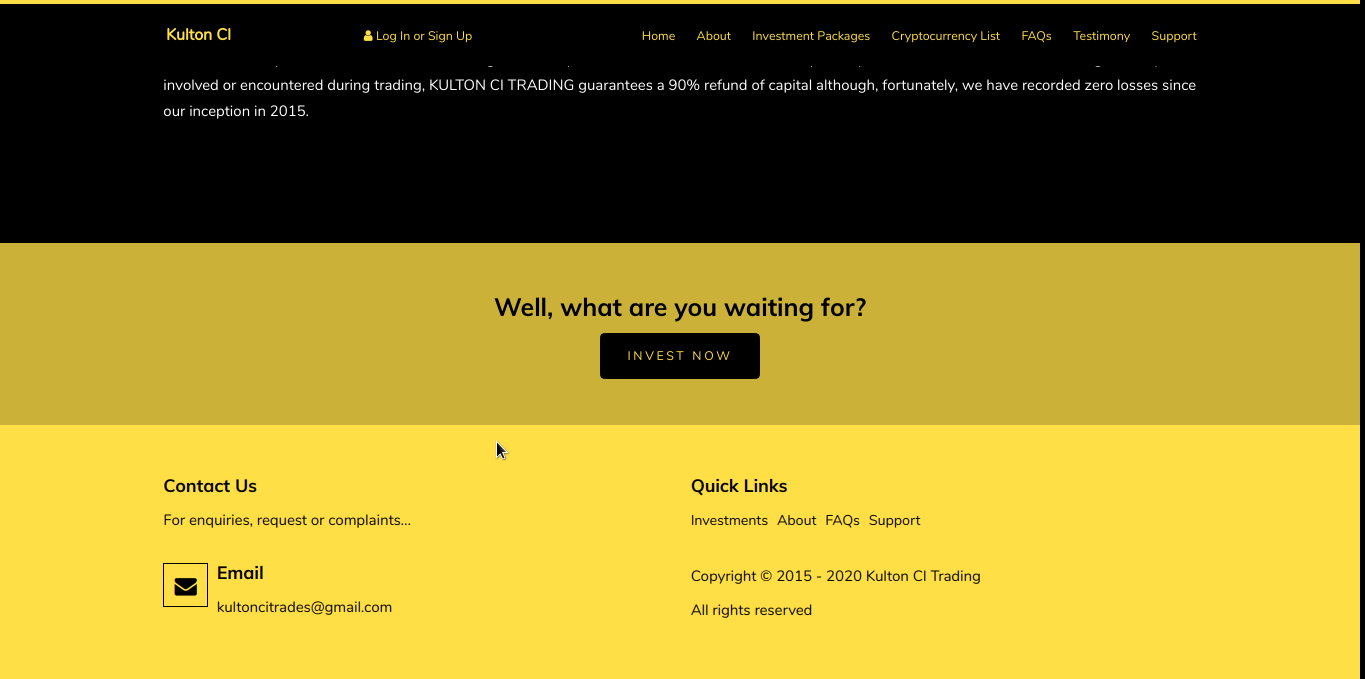 Kulton CI
Log In or Sign Up
Home About Investment Packages Cryptocurrency List FAQs Testimony Support
involved or encountered during trading, KULTON CI TRADING guarantees a 90% refund of capital although, fortunately, we have recorded zero losses since
our inception in 2015.
Well, what are you waiting for?
INVEST NOW
Contact Us
For enquiries, request or complaints...
Email
kultoncitrades@gmail.com
Quick Links
Investments About FAQs Support
Copyright © 2015 - 2020 Kulton CI Trading
All rights reserved